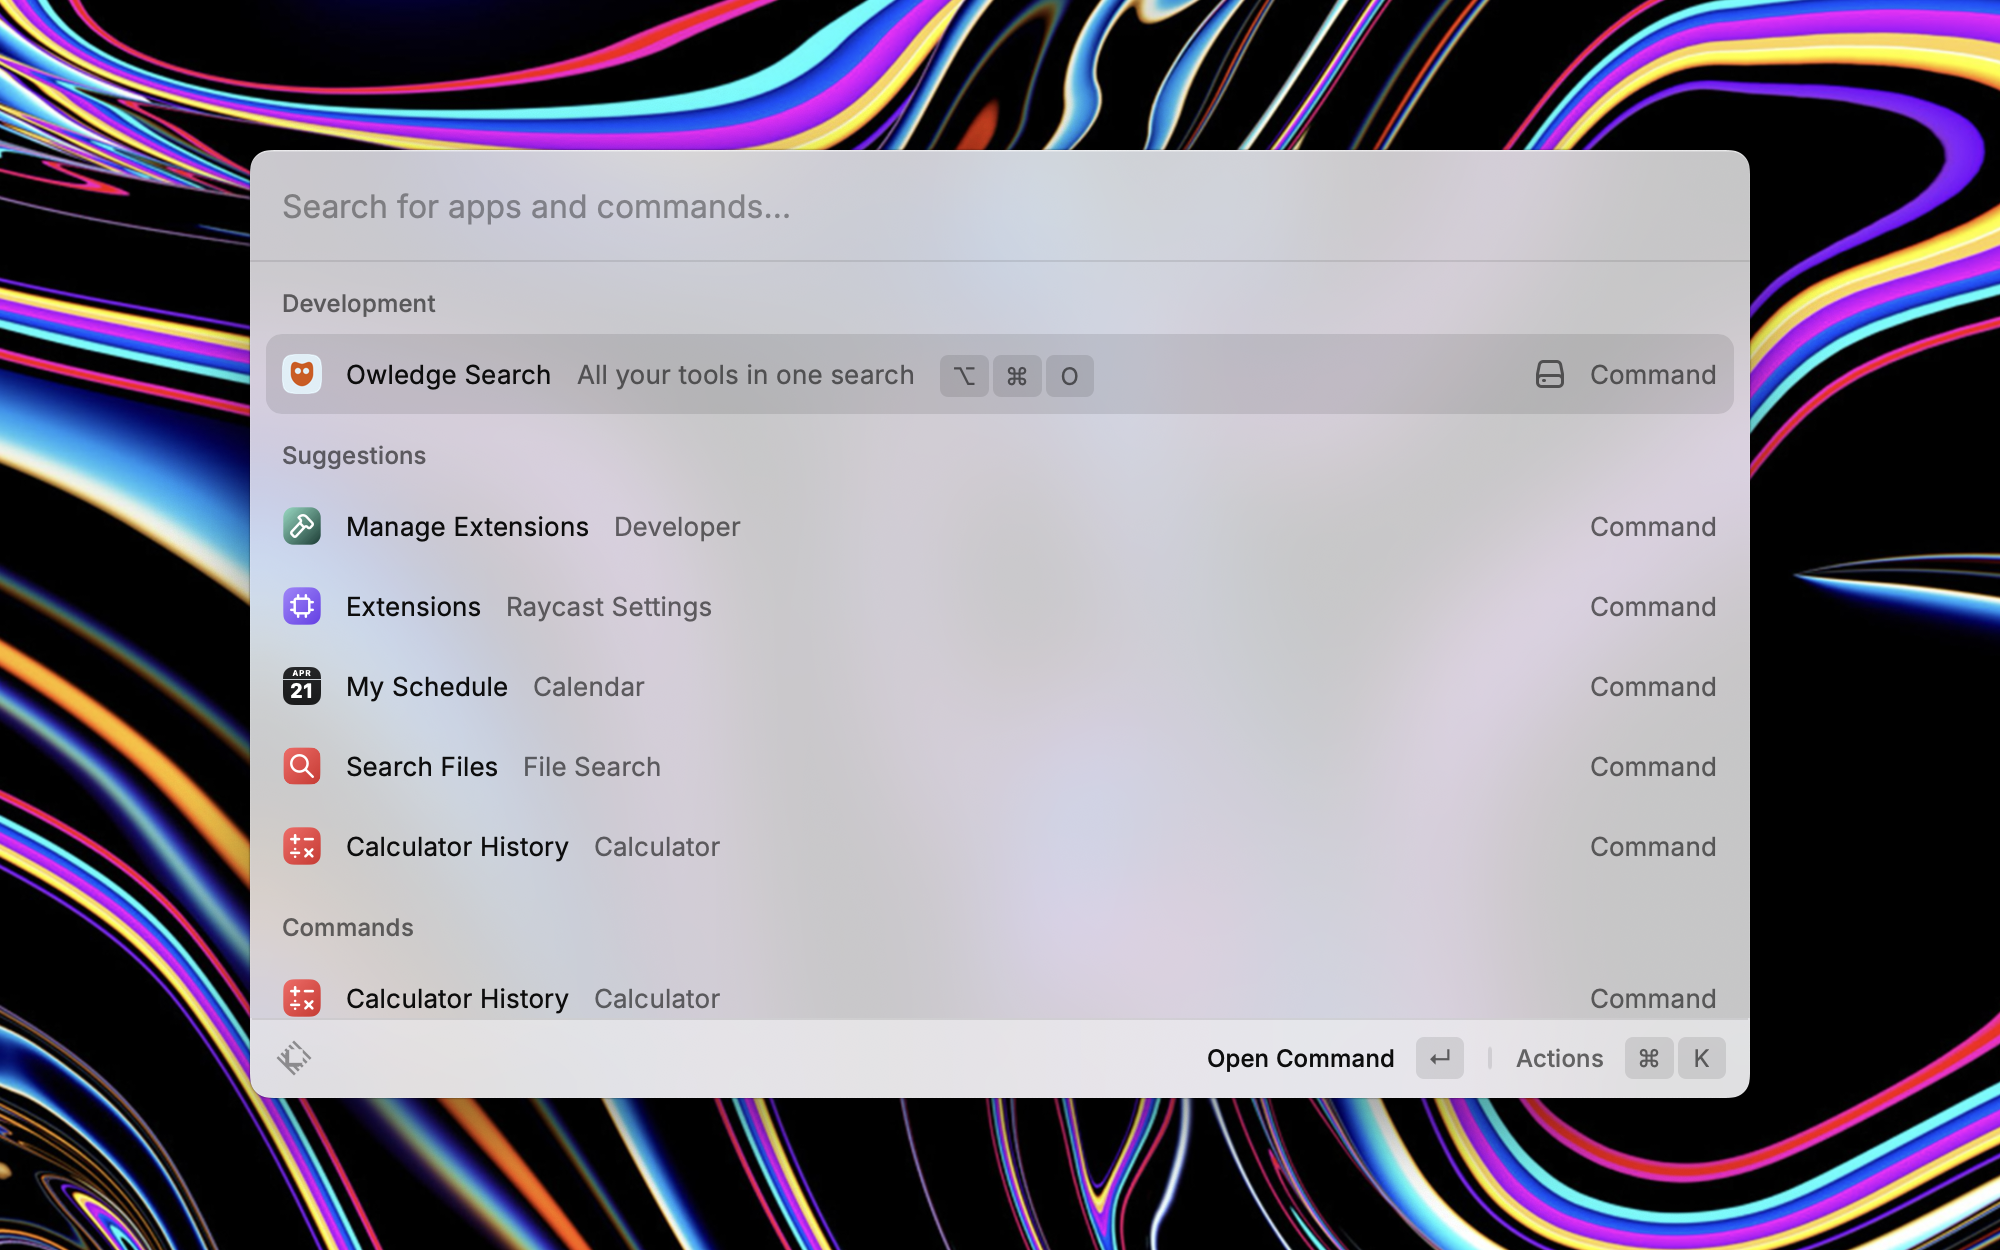 Search for apps and commands...
Development
Owledge Search All your tools in one search ⌥ ⌘ O Command
Suggestions
Manage Extensions Developer Command
Extensions Raycast Settings Command
APR
21 My Schedule Calendar Command
Search Files File Search Command
Calculator History Calculator Command
Commands
Calculator History Calculator Command
Open Command ↵ Actions ⌘ K